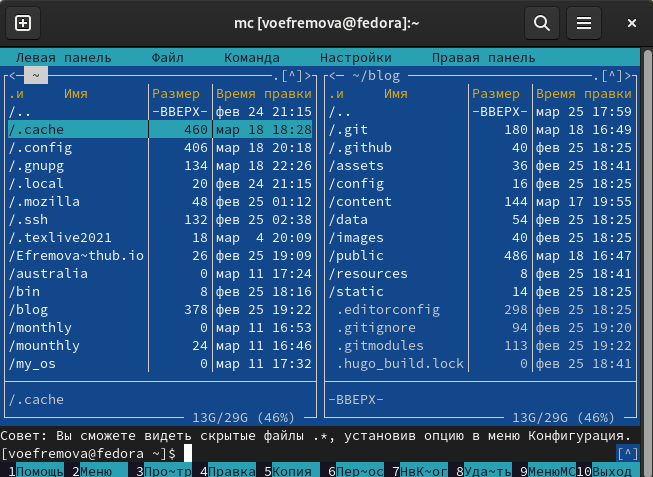 mc [voefremova@fedora]:~
Левая панель Файл Команда Настройки Правая панель
<─ ~ .[^]> <─ ~/blog .[^]>
.и Имя Размер Время правки .и Имя Размер Время правки
/.. -ВВЕРХ- фев 24 21:15 /.. -ВВЕРХ- мар 25 17:59
/.cache 460 мар 18 18:28 /.git 180 мар 18 16:49
/.config 406 мар 18 20:18 /.github 40 фев 25 18:25
/.gnupg 134 мар 18 22:26 /assets 36 фев 25 18:41
/.local 20 фев 24 21:15 /config 16 фев 25 18:25
/.mozilla 48 фев 25 01:12 /content 144 мар 17 19:55
/.ssh 132 фев 25 02:38 /data 54 фев 25 18:25
/.texlive2021 18 мар 4 20:09 /images 40 фев 25 18:25
/Efremova~thub.io 26 фев 25 19:09 /public 486 мар 18 16:47
/australia 0 мар 11 17:24 /resources 8 фев 25 18:41
/bin 8 фев 25 18:16 /static 14 фев 25 18:25
/blog 378 фев 25 19:22 .editorconfig 298 фев 25 18:25
/monthly 0 мар 11 16:53 .gitignore 94 фев 25 19:20
/mounthly 24 мар 11 16:46 .gitmodules 113 фев 25 19:22
/my_os 0 мар 11 17:32 .hugo_build.lock 0 фев 25 18:41
/.cache -ВВЕРХ-
13G/29G (46%) 13G/29G (46%)
Совет: Вы сможете видеть скрытые файлы .*, установив опцию в меню Конфигурация.
[voefremova@fedora ~]$ [^]
1Помощь 2Меню 3Про~тр 4Правка 5Копия 6Пер~ос 7НвК~ог 8Уда~ть 9МенюMC 10Выход